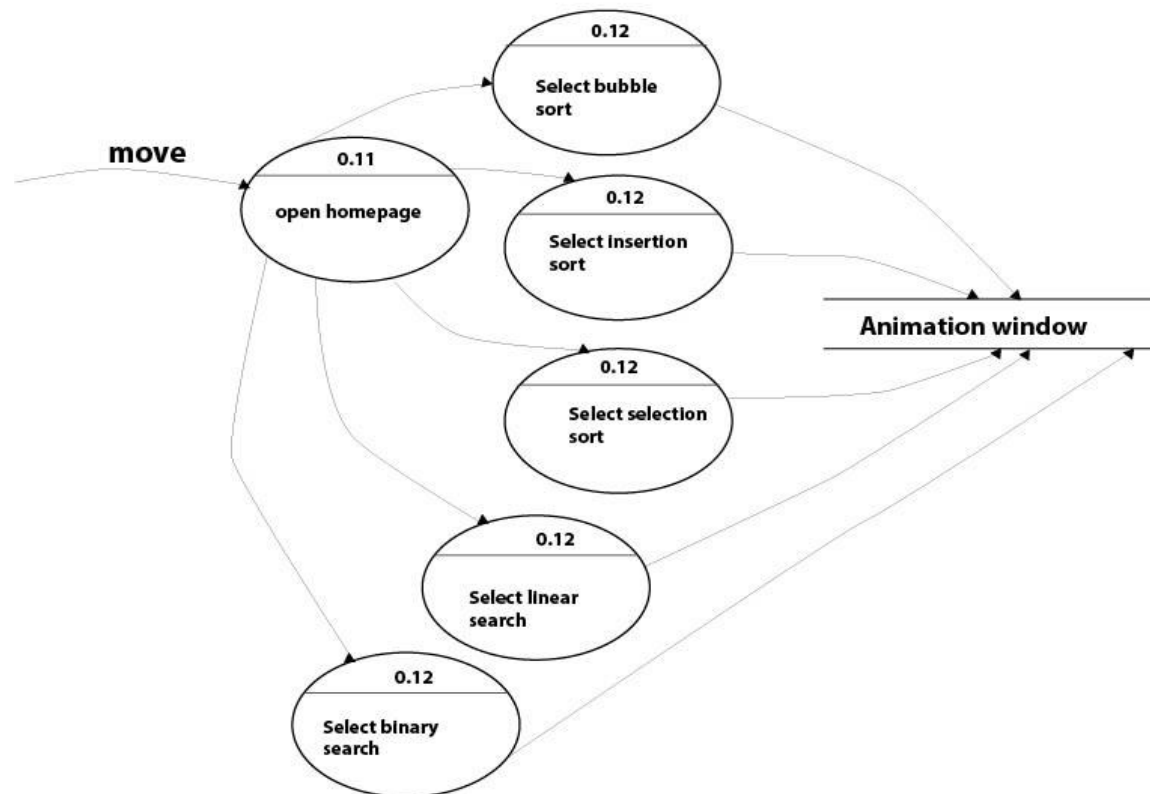 0.12
Select bubble
sort
move
0.11
open homepage
0.12
Select insertion
sort
Animation window
0.12
Select selection
sort
0.12
Select linear
search
0.12
Select binary
search